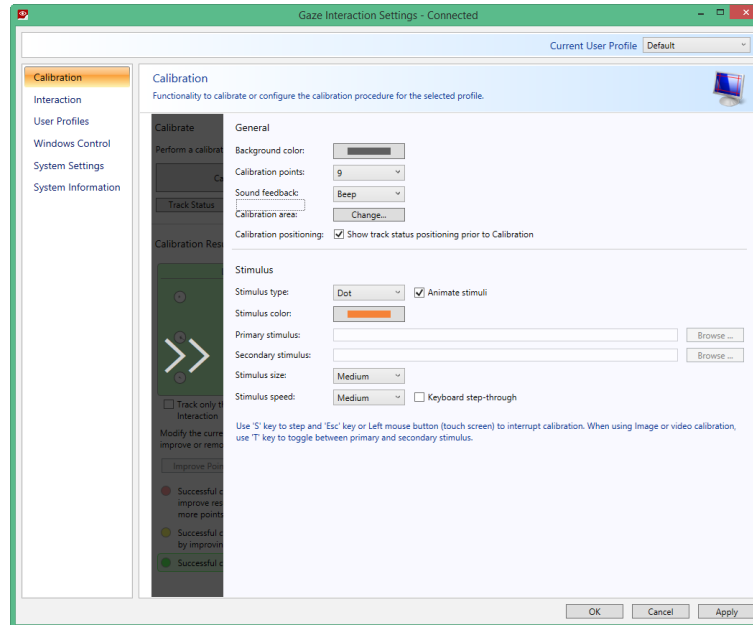 Gaze Interaction Settings - Connected
Current User Profile Default
Calibration
Interaction
User Profiles
Windows Control
System Settings
System Information
Calibration
Functionality to calibrate or configure the calibration procedure for the selected profile.
Calibrate
Perform a calibrat
Ca
Track Status
Calibration Resu
Track only th
Interaction
Modify the curre
improve or remo
Improve Poin
Successful c
improve res
more points
Successful c
by improvin
Successful c
General
Background color:
Calibration points: 9
Sound feedback: Beep
Calibration area: Change...
Calibration positioning: Show track status positioning prior to Calibration
Stimulus
Stimulus type: Dot Animate stimuli
Stimulus color:
Primary stimulus: Browse ...
Secondary stimulus: Browse ...
Stimulus size: Medium
Stimulus speed: Medium Keyboard step-through
Use 'S' key to step and 'Esc' key or Left mouse button (touch screen) to interrupt calibration. When using Image or video calibration,
use 'T' key to toggle between primary and secondary stimulus.
OK Cancel Apply